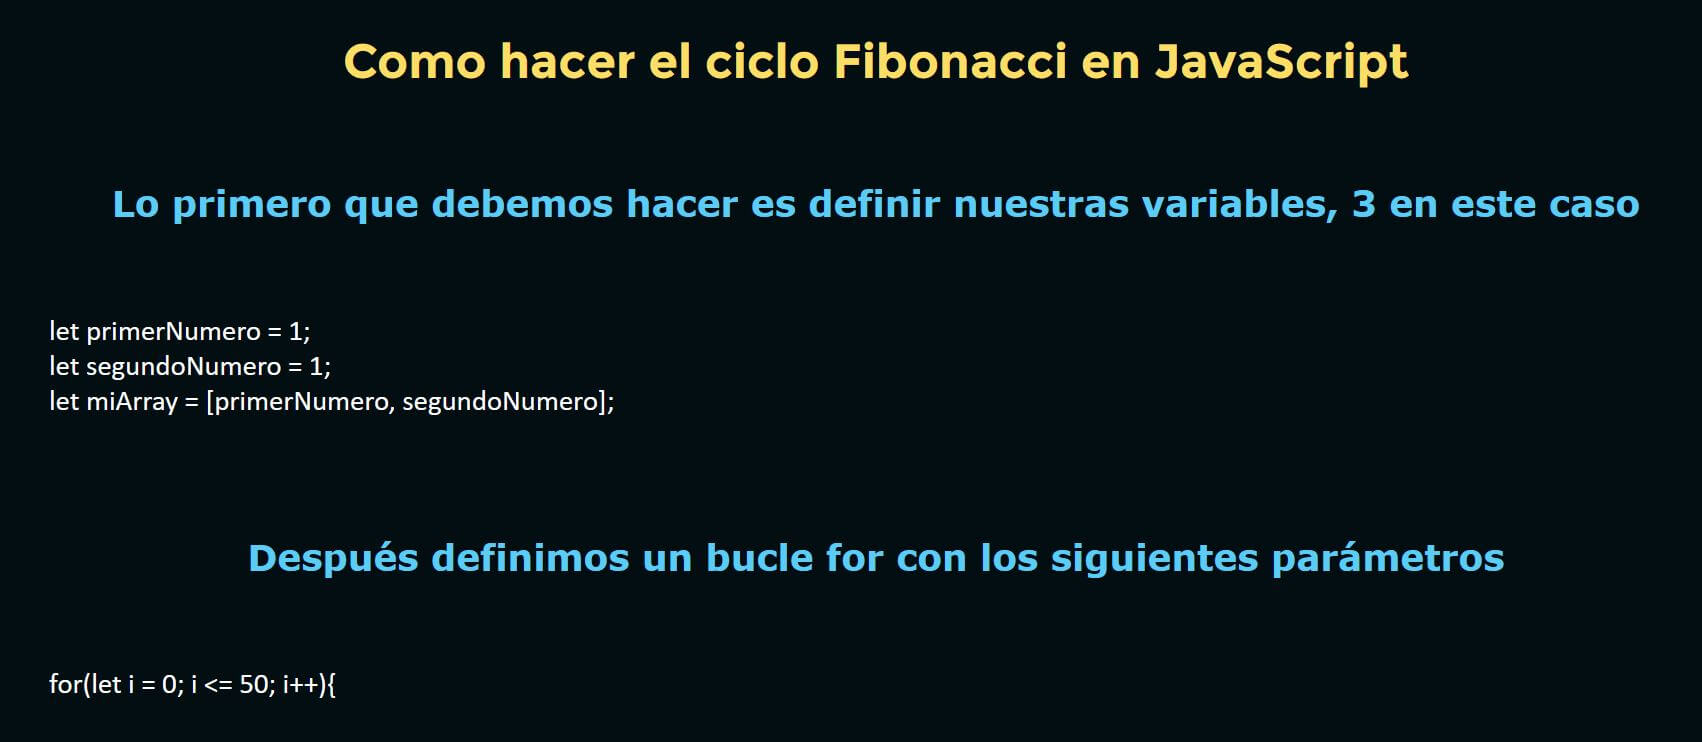 Como hacer el ciclo Fibonacci en JavaScript
Lo primero que debemos hacer es definir nuestras variables, 3 en este caso
let primerNumero = 1;
let segundoNumero = 1;
let miArray = [primerNumero, segundoNumero];
Después definimos un bucle for con los siguientes parámetros
for(let i = 0; i <= 50; i++){